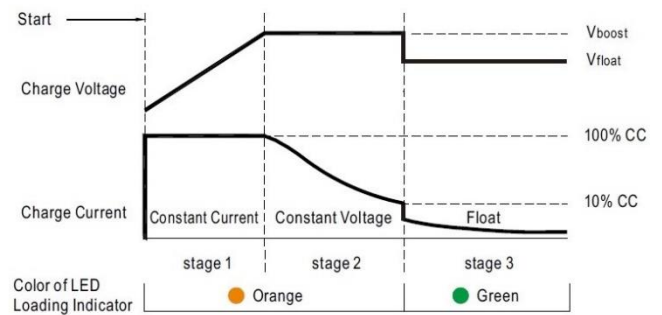 Start
Vboost
Vfloat
Charge Voltage
100% CC
10% CC
Charge Current
Constant Current
Constant Voltage
Float
stage 1
stage 2
stage 3
Color of LED
Loading Indicator
Orange
Green